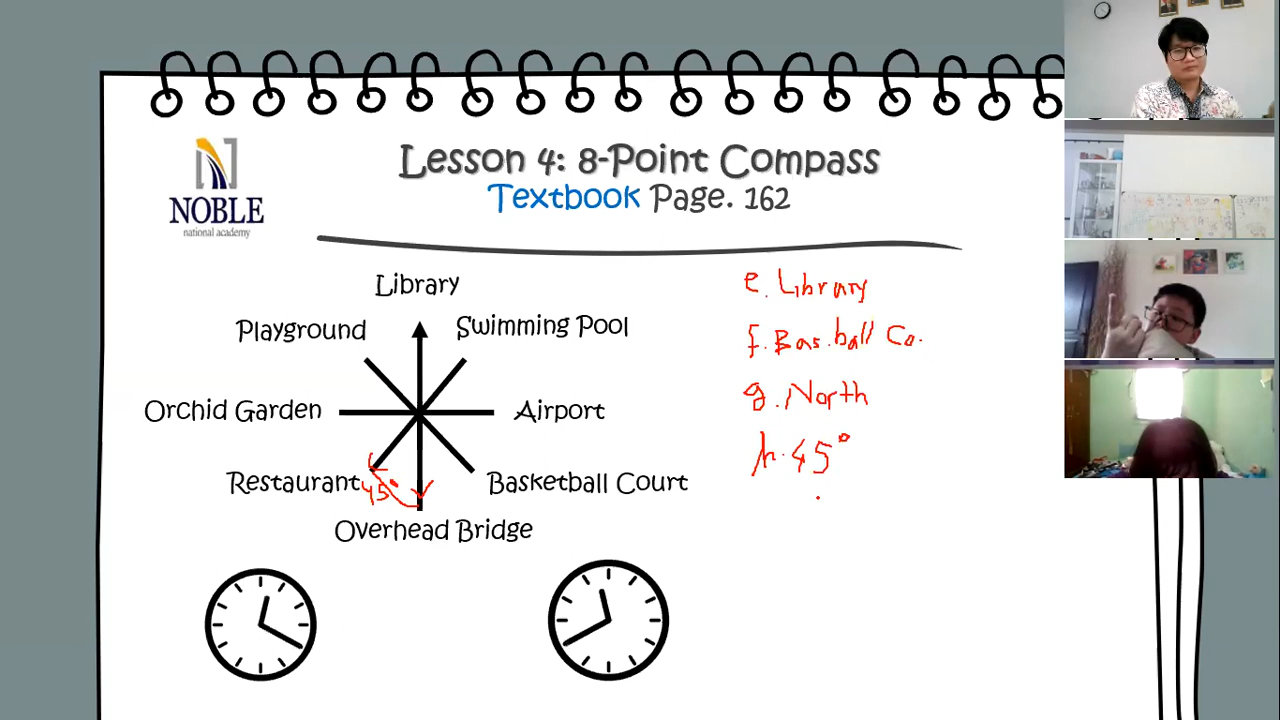 Lesson 4: 8-Point Compass
Textbook Page. 162
NOBLE
national academy
Library
Playground
Swimming Pool
Orchid Garden
Airport
Restaurant
45°
Basketball Court
Overhead Bridge
e. Library
f. Bas.ball Co.
g. North
h. 45°